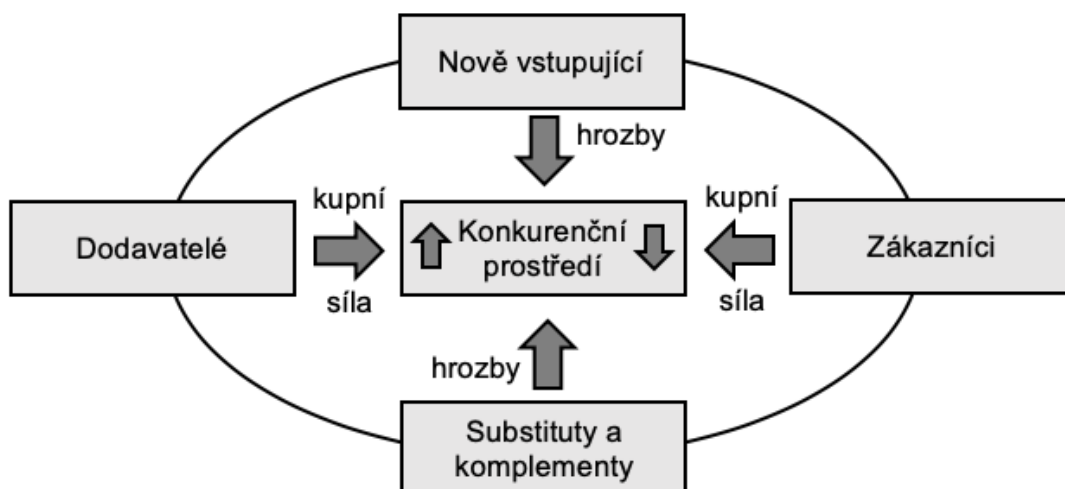 Nově vstupující
hrozby
kupní
kupní
Dodavatelé
Konkurenční
prostředí
Zákazníci
síla
síla
hrozby
Substituty a
komplementy